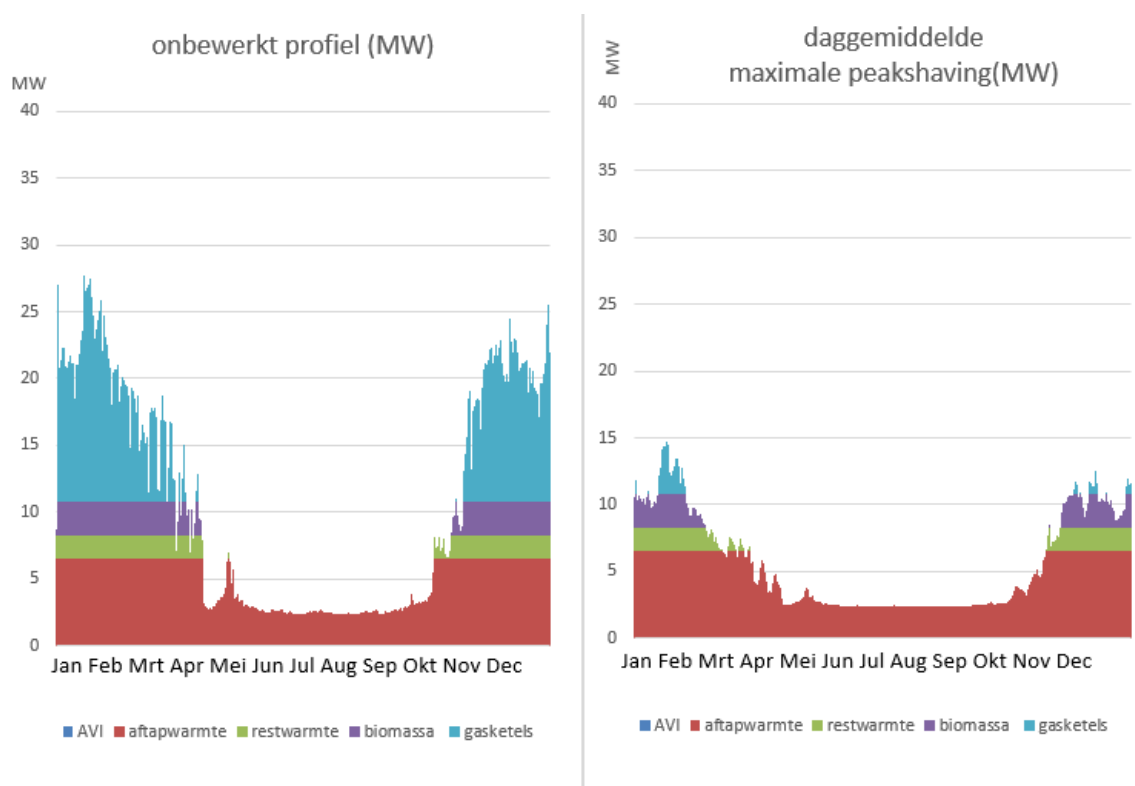 onbewerkt profiel (MW)
MW
40
35
30
25
20
15
10
5
0
Jan Feb Mrt Apr Mei Jun Jul Aug Sep Okt Nov Dec
AVI aftapwarmte restwarmte biomassa gasketels
daggemiddelde
maximale peakshaving(MW)
MW
40
35
30
25
20
15
10
5
0
Jan Feb Mrt Apr Mei Jun Jul Aug Sep Okt Nov Dec
AVI aftapwarmte restwarmte biomassa gasketels